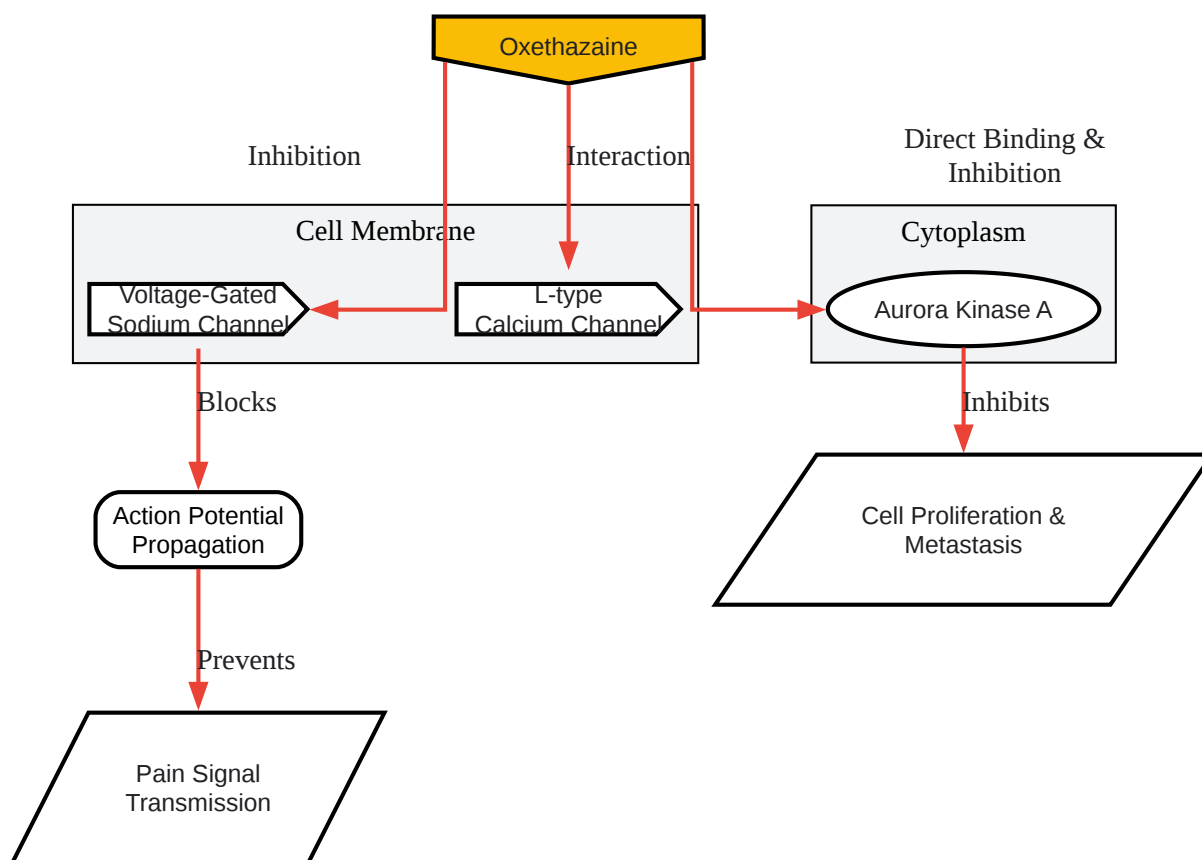 Oxethazaine
Inhibition
Interaction
Direct Binding &
Inhibition
Cell Membrane
Cytoplasm
Voltage-Gated
Sodium Channel
L-type
Calcium Channel
Aurora Kinase A
Blocks
Inhibits
Action Potential
Propagation
Cell Proliferation &
Metastasis
Prevents
Pain Signal
Transmission